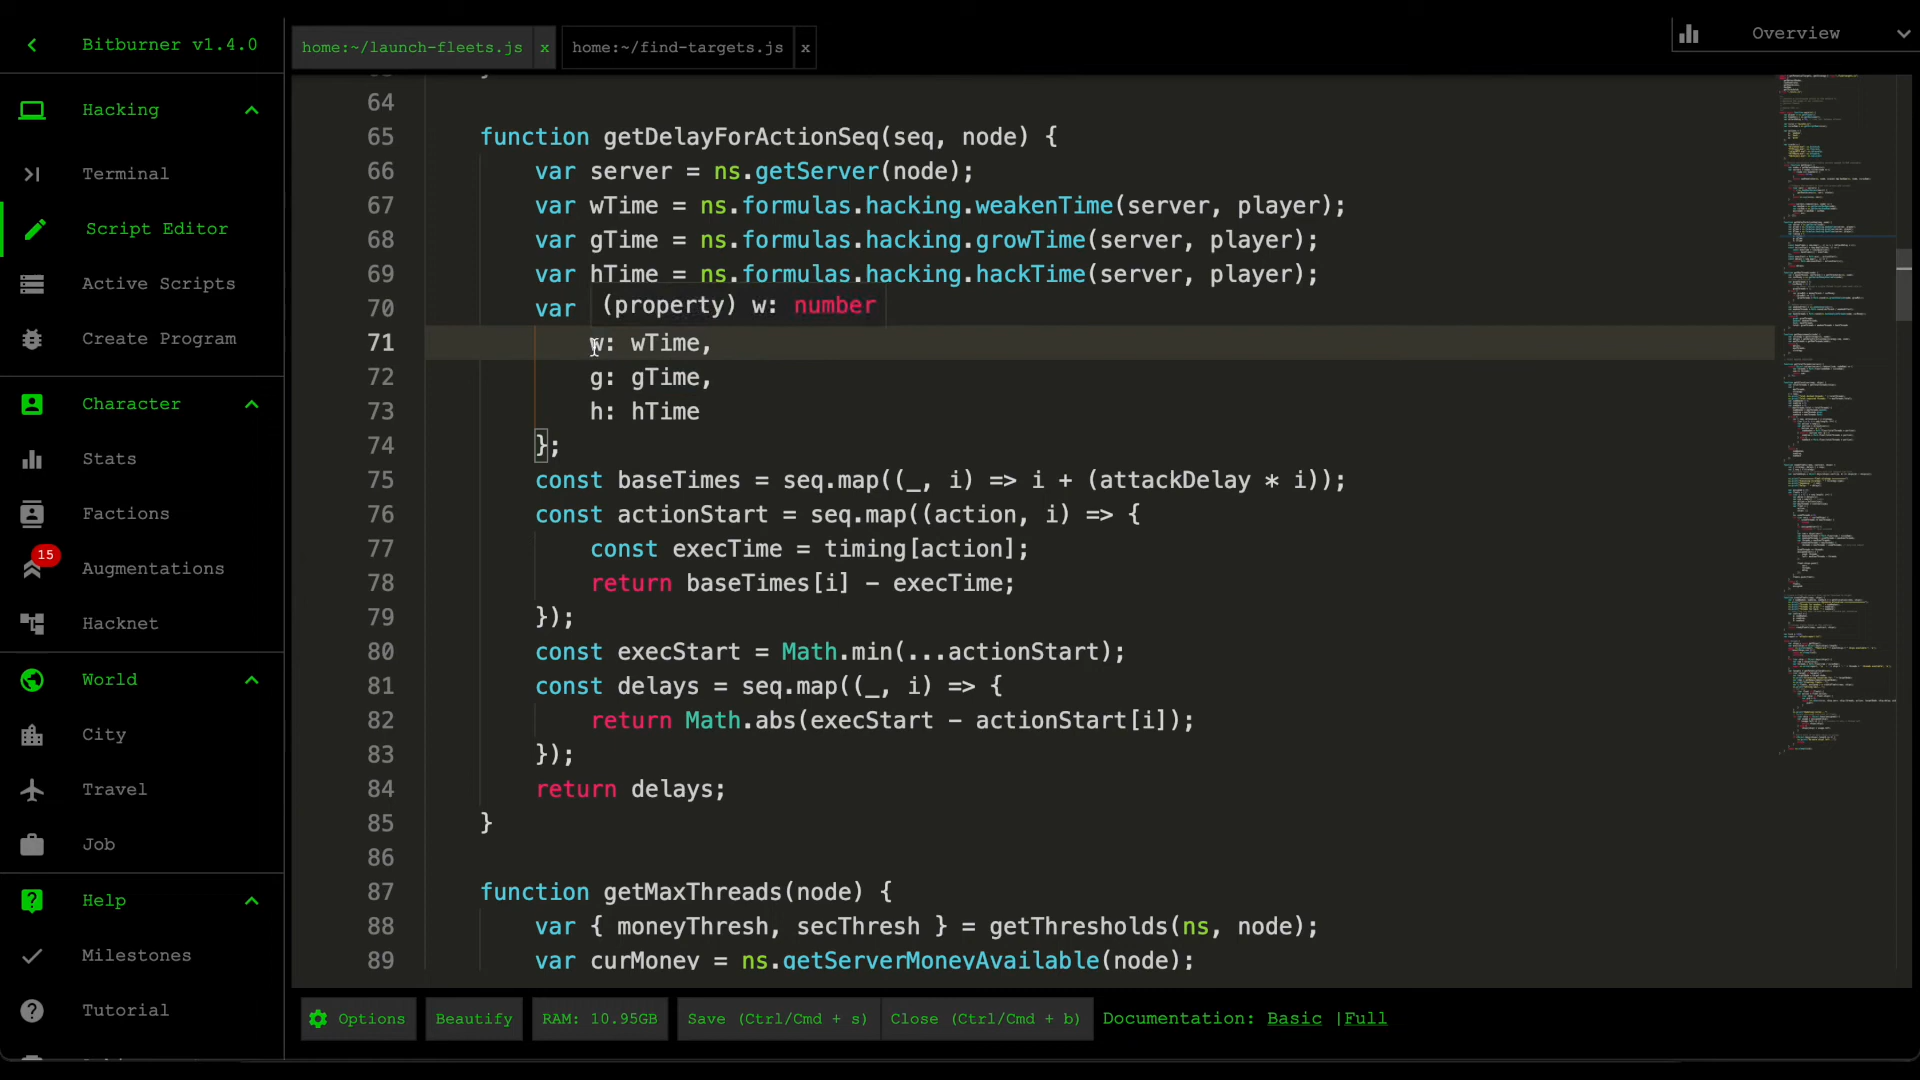 Bitburner v1.4.0
Hacking
Terminal
Script Editor
Active Scripts
Create Program
Character
Stats
Factions
15
Augmentations
Hacknet
World
City
Travel
Job
Help
Milestones
Tutorial
home:~/launch-fleets.js x
home:~/find-targets.js x
Overview
64
65 function getDelayForActionSeq(seq, node) {
66 var server = ns.getServer(node);
67 var wTime = ns.formulas.hacking.weakenTime(server, player);
68 var gTime = ns.formulas.hacking.growTime(server, player);
69 var hTime = ns.formulas.hacking.hackTime(server, player);
70 var
(property) w: number
71 w: wTime,
72 g: gTime,
73 h: hTime
74 };
75 const baseTimes = seq.map((_, i) => i + (attackDelay * i));
76 const actionStart = seq.map((action, i) => {
77 const execTime = timing[action];
78 return baseTimes[i] - execTime;
79 });
80 const execStart = Math.min(...actionStart);
81 const delays = seq.map((_, i) => {
82 return Math.abs(execStart - actionStart[i]);
83 });
84 return delays;
85 }
86
87 function getMaxThreads(node) {
88 var { moneyThresh, secThresh } = getThresholds(ns, node);
89 var curMoney = ns.getServerMoneyAvailable(node);
Options
Beautify
RAM: 10.95GB
Save (Ctrl/Cmd + s)
Close (Ctrl/Cmd + b)
Documentation: Basic |Full